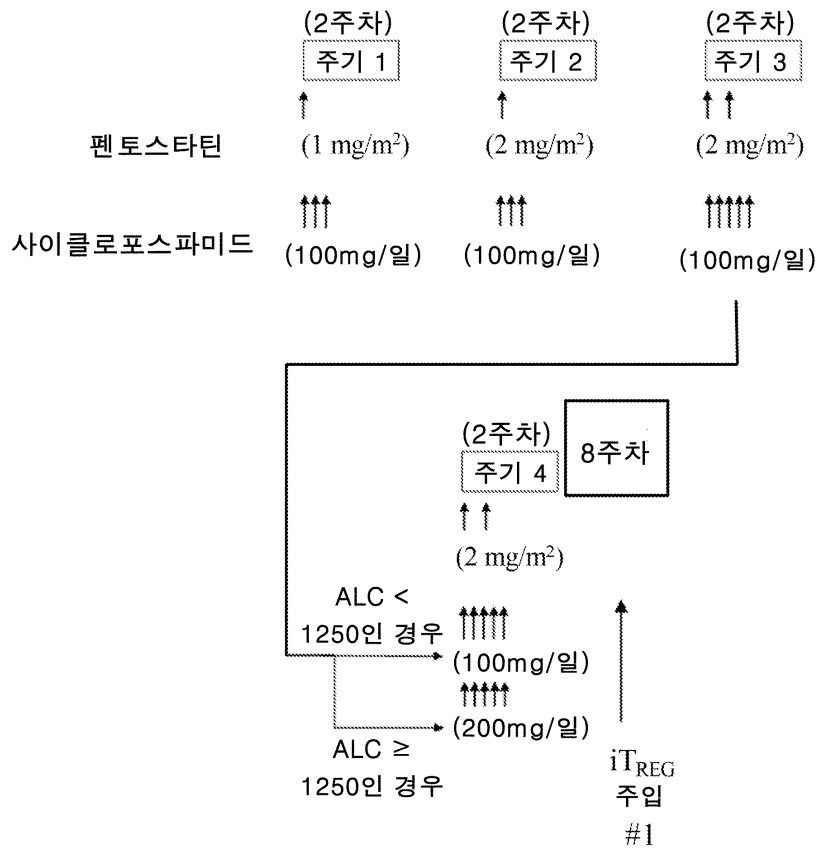 (2주차) (2주차) (2주차)
주기 1 주기 2 주기 3
펜토스타틴 (1 mg/m²) (2 mg/m²) (2 mg/m²)
사이클로포스파미드 (100mg/일) (100mg/일) (100mg/일)
(2주차)
주기 4
8주차
(2 mg/m²)
ALC <
1250인 경우
(100mg/일)
(200mg/일)
ALC ≥
1250인 경우
iT_REG
주입
#1